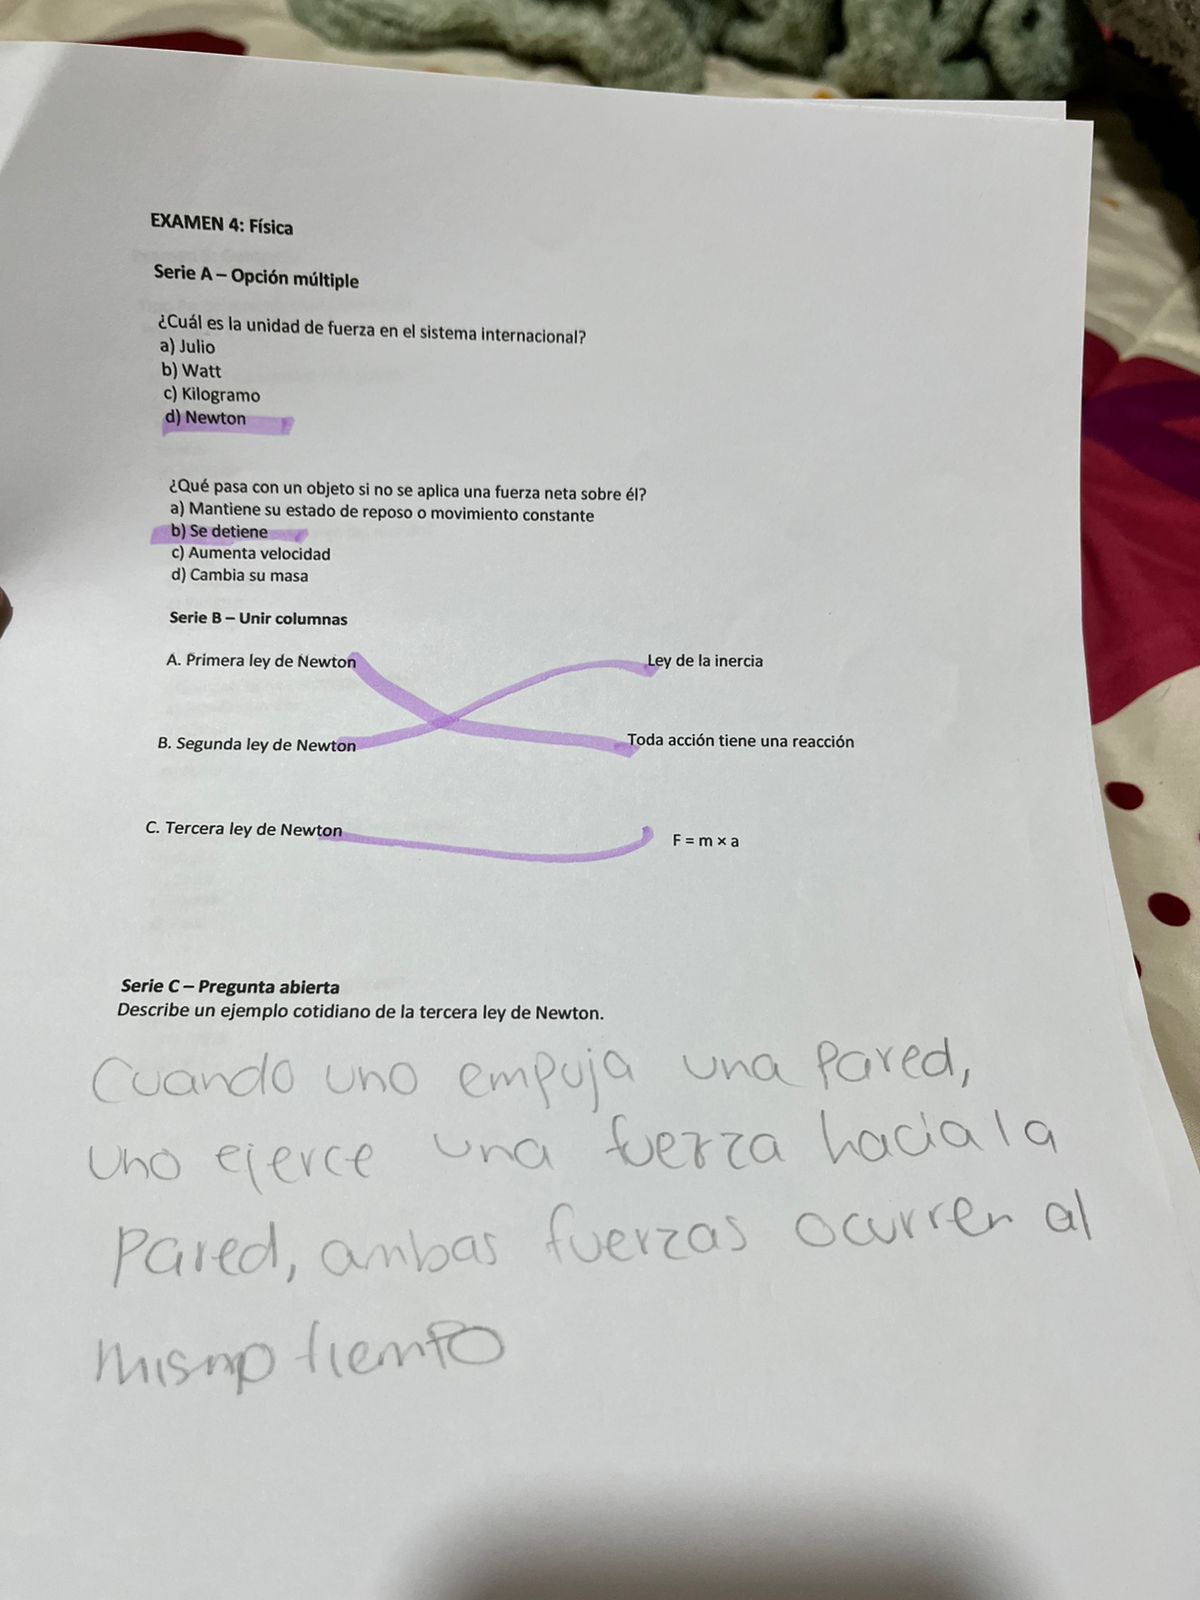 EXAMEN 4: Física
Serie A – Opción múltiple
¿Cuál es la unidad de fuerza en el sistema internacional?
a) Julio
b) Watt
c) Kilogramo
d) Newton
¿Qué pasa con un objeto si no se aplica una fuerza neta sobre él?
a) Mantiene su estado de reposo o movimiento constante
b) Se detiene
c) Aumenta velocidad
d) Cambia su masa
Serie B – Unir columnas
A. Primera ley de Newton Ley de la inercia
B. Segunda ley de Newton Toda acción tiene una reacción
C. Tercera ley de Newton F = m × a
Serie C – Pregunta abierta
Describe un ejemplo cotidiano de la tercera ley de Newton.
Cuando uno empuja una pared,
uno ejerce una fuerza hacia la
pared, ambas fuerzas ocurren al
mismo tiempo